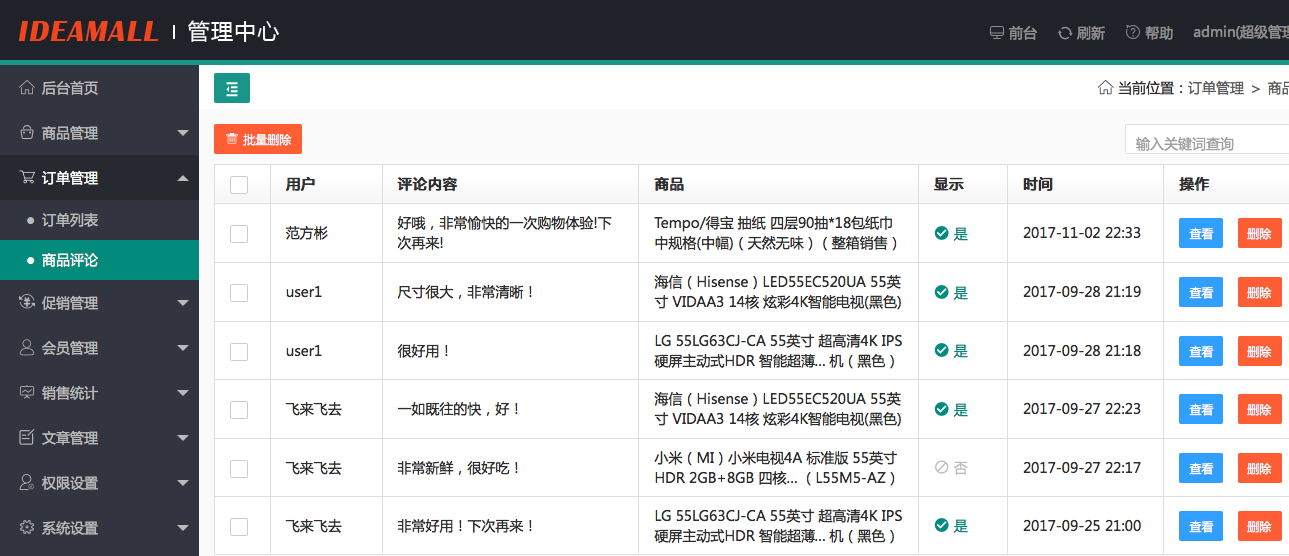 IDEAMALL | 管理中心
前台 刷新 帮助 admin(超级管理
后台首页
商品管理
订单管理
订单列表
商品评论
促销管理
会员管理
销售统计
文章管理
权限设置
系统设置
当前位置：订单管理 > 商品
批量删除
输入关键词查询
用户 评论内容 商品 显示 时间 操作
范方彬 好哦，非常愉快的一次购物体验!下
次再来! Tempo/得宝 抽纸 四层90抽*18包纸巾
中规格(中幅)（天然无味）（整箱销售） 是 2017-11-02 22:33 查看 删除
user1 尺寸很大，非常清晰！ 海信（Hisense）LED55EC520UA 55英
寸 VIDAA3 14核 炫彩4K智能电视(黑色) 是 2017-09-28 21:19 查看 删除
user1 很好用！ LG 55LG63CJ-CA 55英寸 超高清4K IPS
硬屏主动式HDR 智能超薄... 机（黑色） 是 2017-09-28 21:18 查看 删除
飞来飞去 一如既往的快，好！ 海信（Hisense）LED55EC520UA 55英
寸 VIDAA3 14核 炫彩4K智能电视(黑色) 是 2017-09-27 22:23 查看 删除
飞来飞去 非常新鲜，很好吃！ 小米（MI）小米电视4A 标准版 55英寸
HDR 2GB+8GB 四核...（L55M5-AZ） 否 2017-09-27 22:17 查看 删除
飞来飞去 非常好用！下次再来！ LG 55LG63CJ-CA 55英寸 超高清4K IPS
硬屏主动式HDR 智能超薄... 机（黑色） 是 2017-09-25 21:00 查看 删除